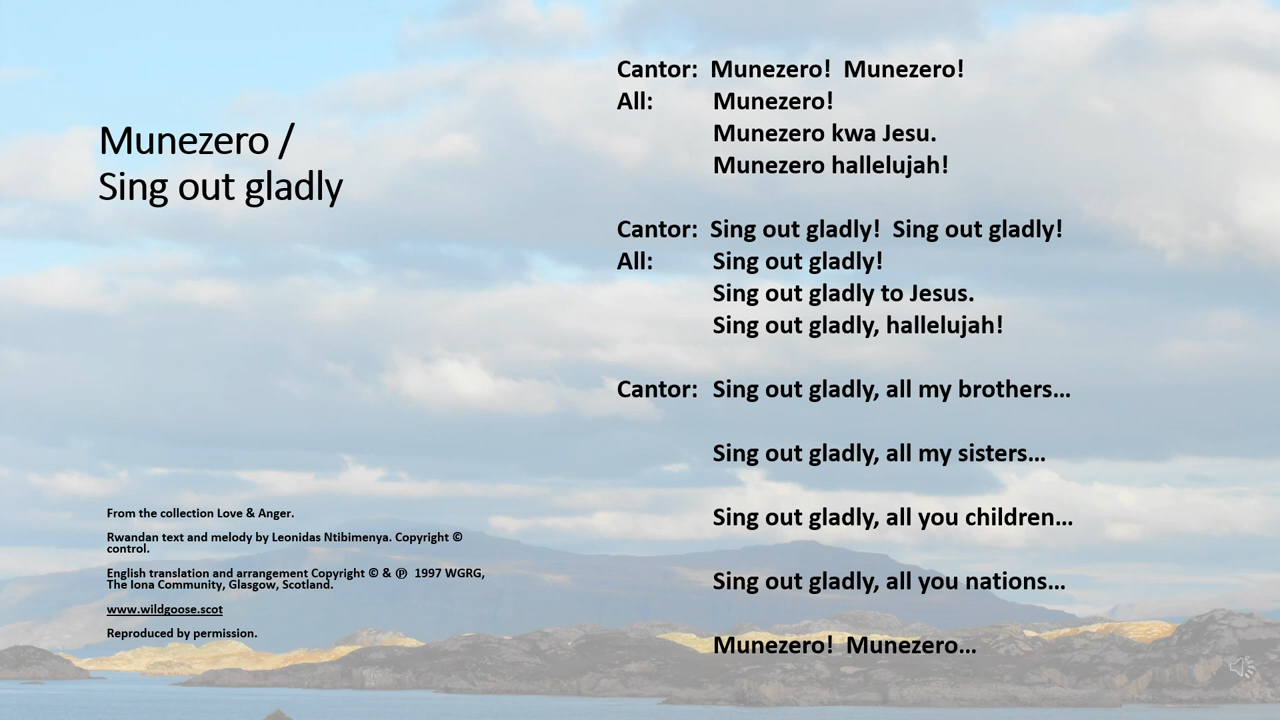 Munezero /
Sing out gladly
From the collection Love & Anger.
Rwandan text and melody by Leonidas Ntibimenya. Copyright ©
control.
English translation and arrangement Copyright © & ℗ 1997 WGRG,
The Iona Community, Glasgow, Scotland.
www.wildgoose.scot
Reproduced by permission.
Cantor: Munezero! Munezero!
All: Munezero!
Munezero kwa Jesu.
Munezero hallelujah!
Cantor: Sing out gladly! Sing out gladly!
All: Sing out gladly!
Sing out gladly to Jesus.
Sing out gladly, hallelujah!
Cantor: Sing out gladly, all my brothers...
Sing out gladly, all my sisters...
Sing out gladly, all you children...
Sing out gladly, all you nations...
Munezero! Munezero...